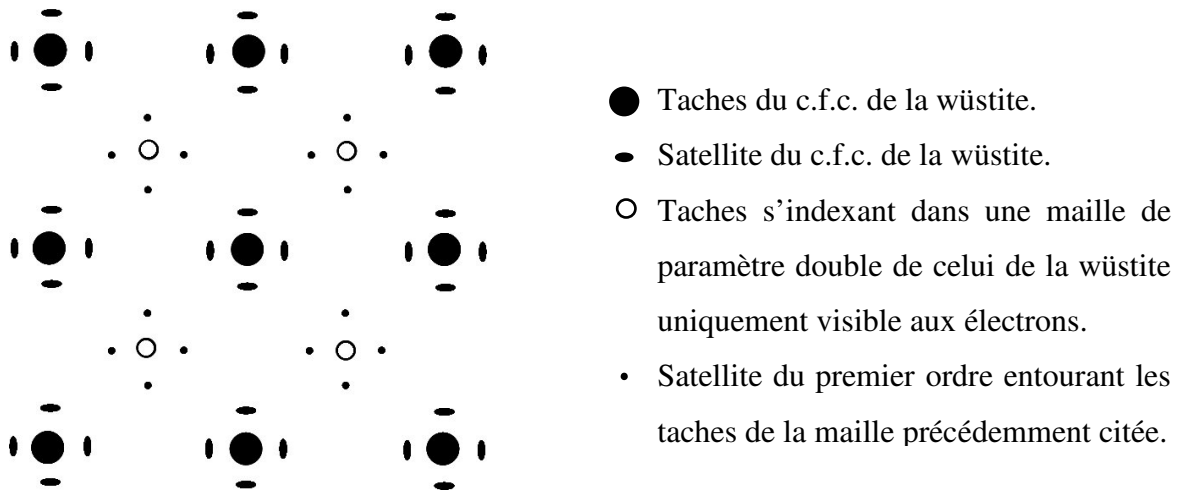 Taches du c.f.c. de la wüstite.
Satellite du c.f.c. de la wüstite.
Taches s’indexant dans une maille de
paramètre double de celui de la wüstite
uniquement visible aux électrons.
Satellite du premier ordre entourant les
taches de la maille précédemment citée.